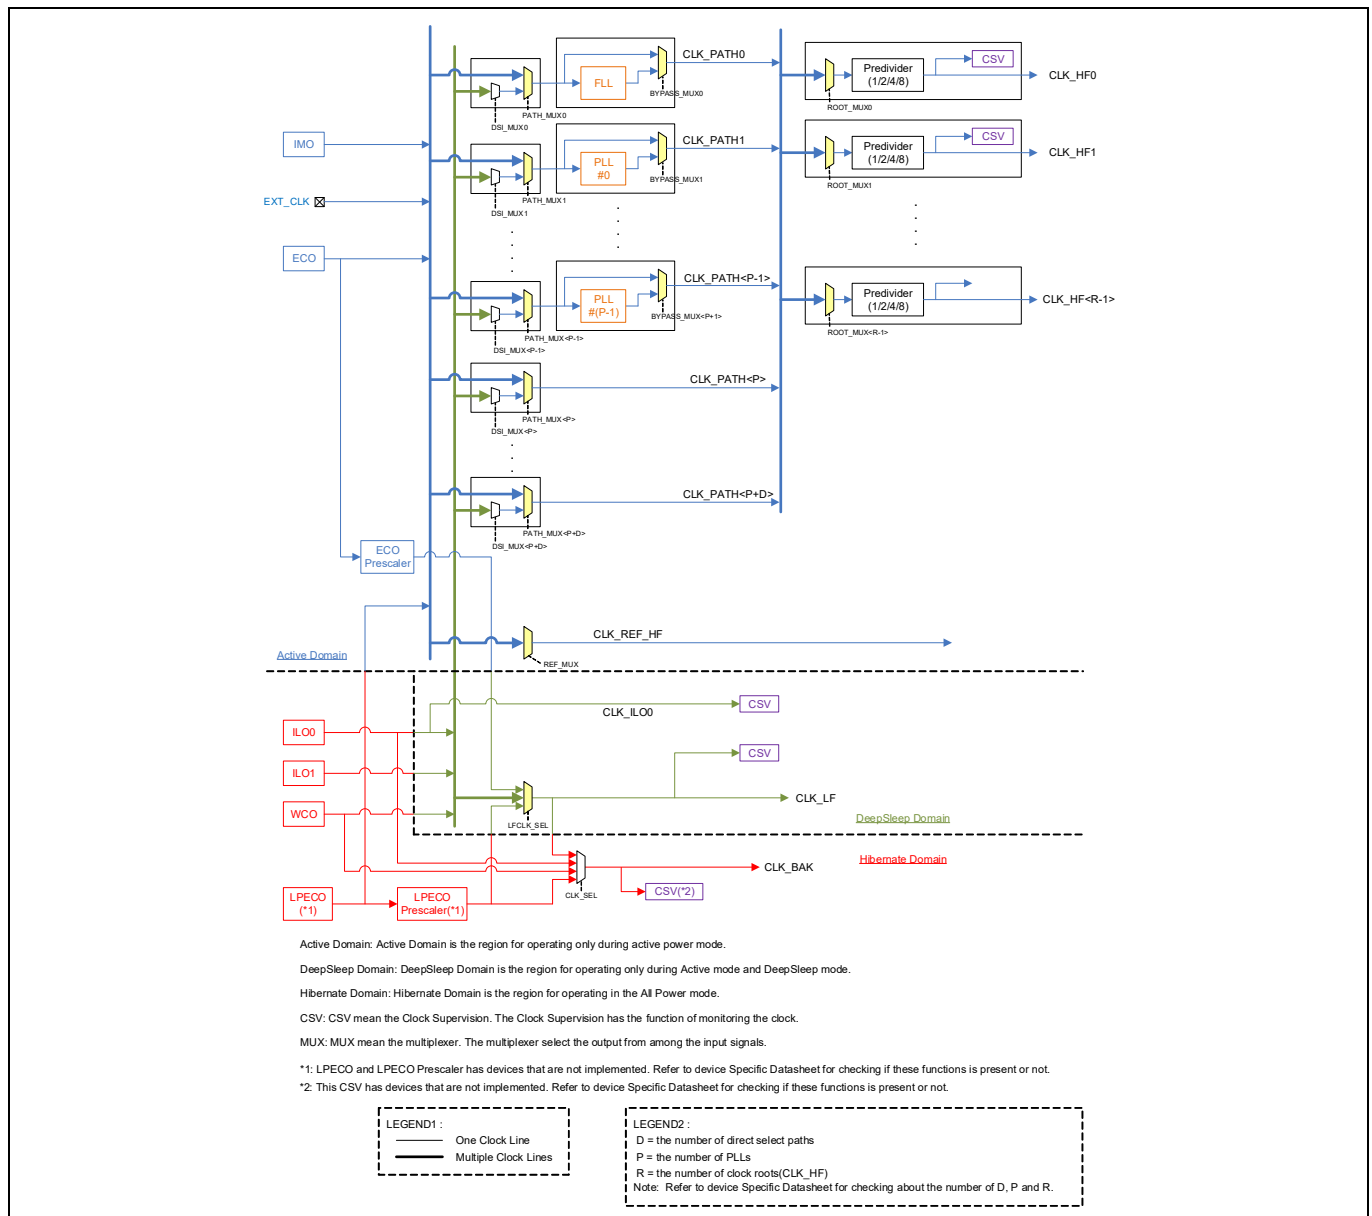 CLK_PATH0
CSV
FLL
Predivider
(1/2/4/8)
CLK_HF0
BYPASS_MUX0
PATH_MUX0
ROOT_MUX0
DSI_MUX0
IMO
CLK_PATH1
CSV
PLL
#0
Predivider
(1/2/4/8)
CLK_HF1
BYPASS_MUX1
ROOT_MUX1
PATH_MUX1
EXT_CLK
DSI_MUX1
ECO
CLK_PATH<P-1>
PLL
#(P-1)
Predivider
(1/2/4/8)
CLK_HF<R-1>
BYPASS_MUX<P+1>
ROOT_MUX<R-1>
PATH_MUX<P-1>
DSI_MUX<P-1>
CLK_PATH<P>
PATH_MUX<P>
DSI_MUX<P>
CLK_PATH<P+D>
PATH_MUX<P+D>
DSI_MUX<P+D>
ECO
Prescaler
CLK_REF_HF
Active Domain
REF_MUX
CSV
CLK_ILO0
ILO0
CSV
ILO1
CLK_LF
WCO
LFCLK_SEL
DeepSleep Domain
Hibernate Domain
CLK_BAK
LPECO
(*1)
LPECO
Prescaler(*1)
CLK_SEL
CSV(*2)
Active Domain: Active Domain is the region for operating only during active power mode.
DeepSleep Domain: DeepSleep Domain is the region for operating only during Active mode and DeepSleep mode.
Hibernate Domain: Hibernate Domain is the region for operating in the All Power mode.
CSV: CSV mean the Clock Supervision. The Clock Supervision has the function of monitoring the clock.
MUX: MUX mean the multiplexer. The multiplexer select the output from among the input signals.
*1: LPECO and LPECO Prescaler has devices that are not implemented. Refer to device Specific Datasheet for checking if these functions is present or not.
*2: This CSV has devices that are not implemented. Refer to device Specific Datasheet for checking if these functions is present or not.
LEGEND1 :
One Clock Line
Multiple Clock Lines
LEGEND2 :
D = the number of direct select paths
P = the number of PLLs
R = the number of clock roots(CLK_HF)
Note: Refer to device Specific Datasheet for checking about the number of D, P and R.